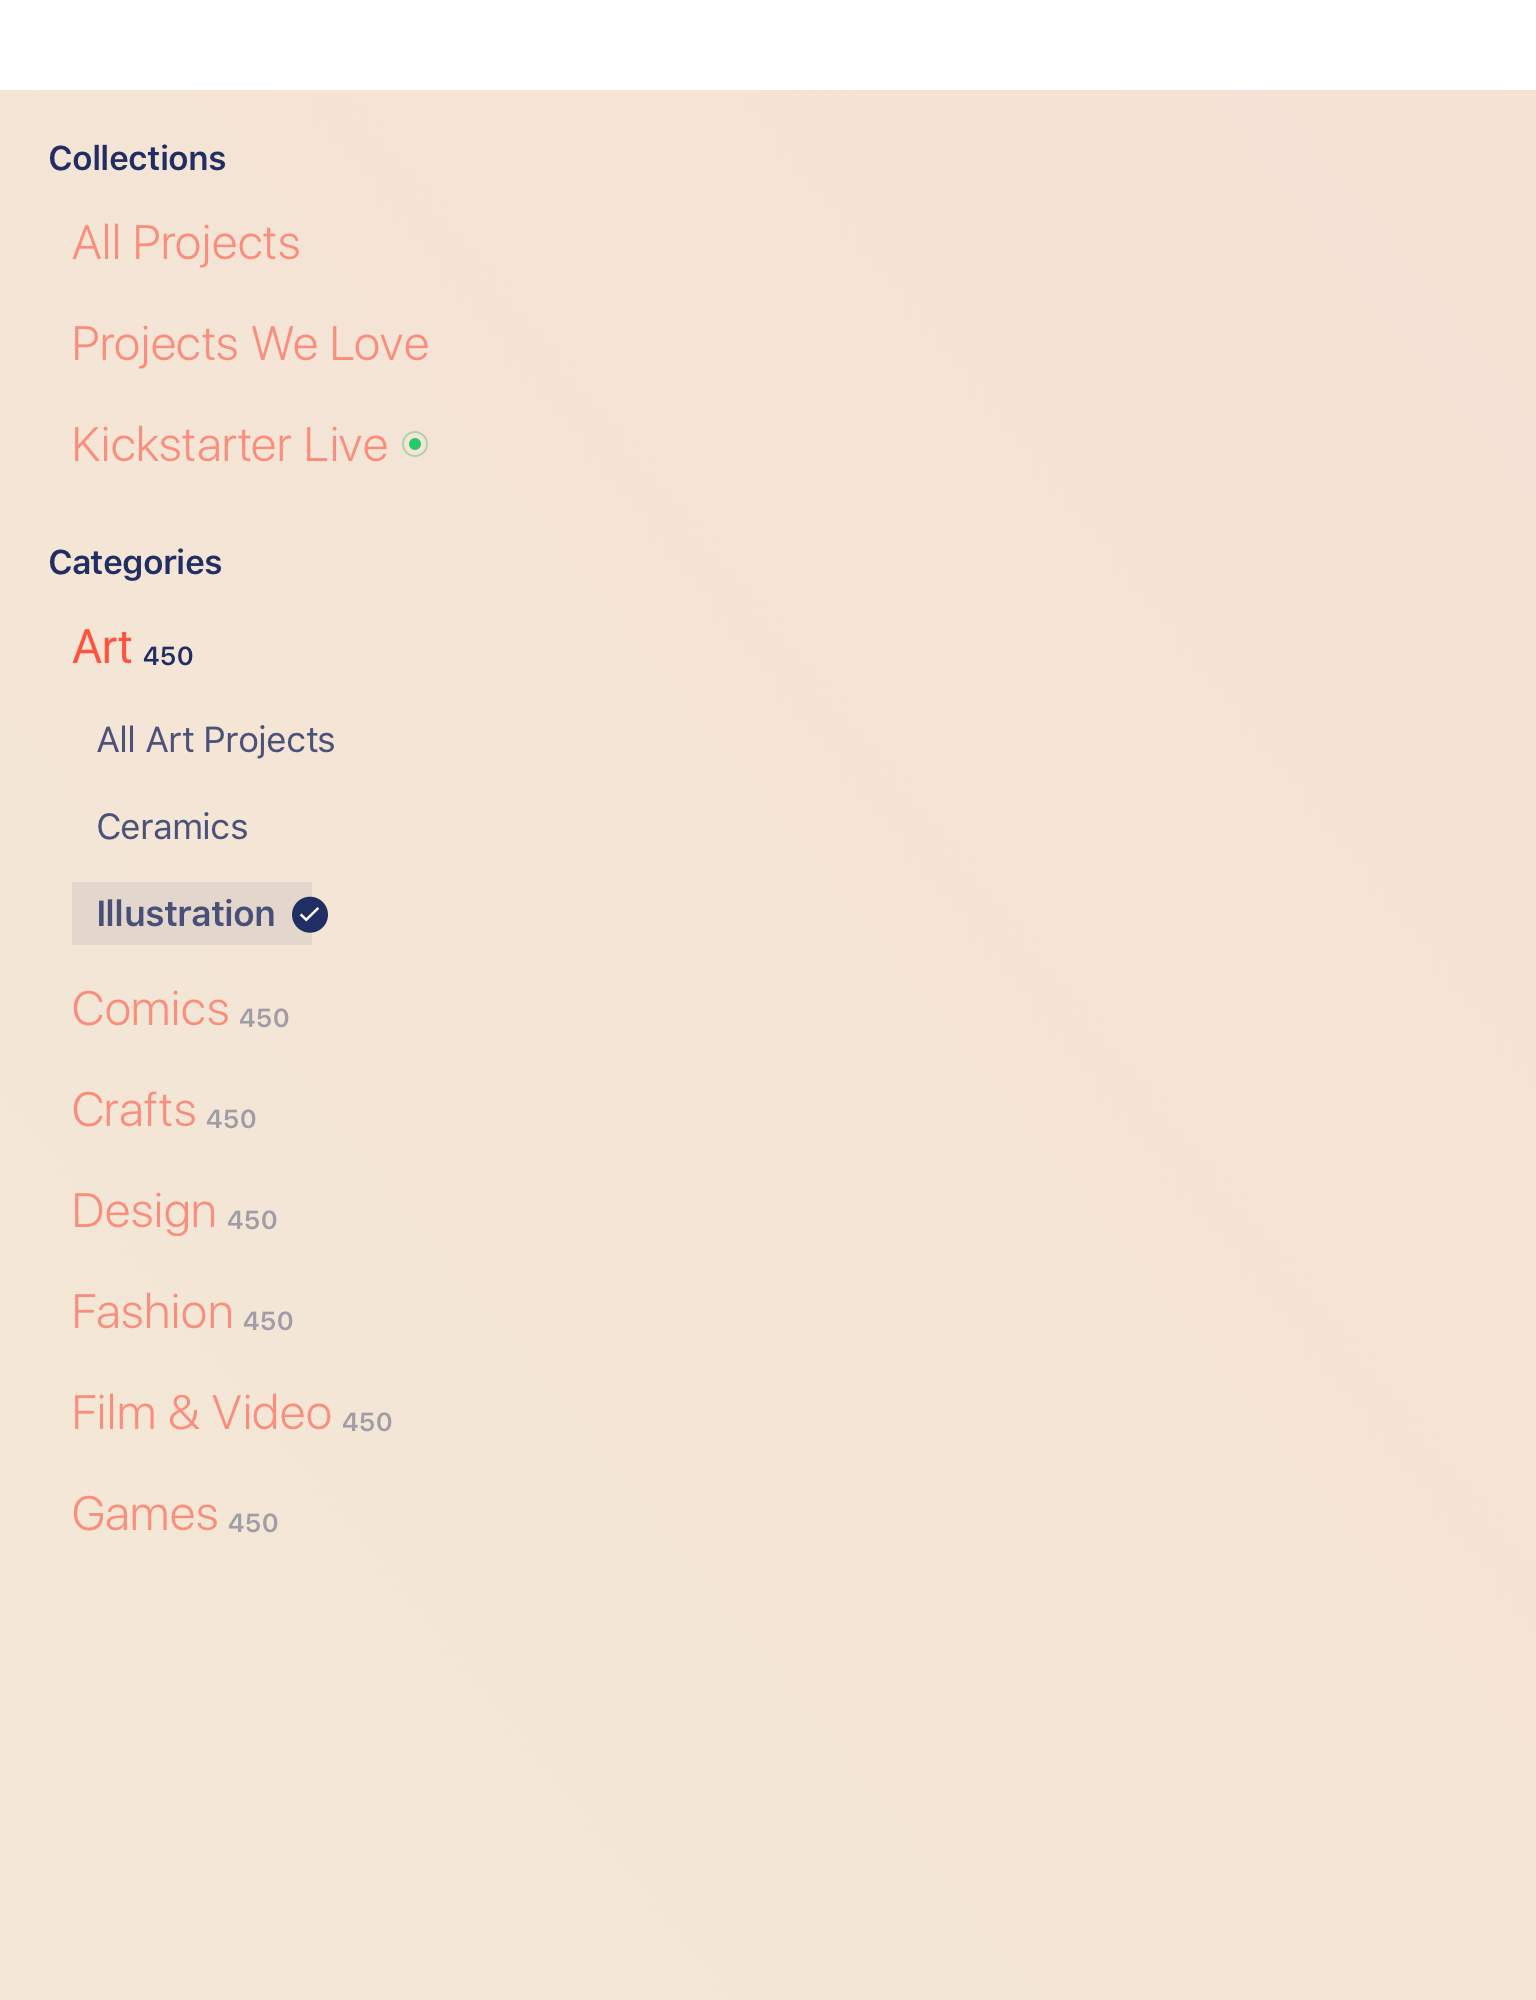 Collections
All Projects
Projects We Love
Kickstarter Live
Categories
Art 450
All Art Projects
Ceramics
Illustration
Comics 450
Crafts 450
Design 450
Fashion 450
Film & Video 450
Games 450